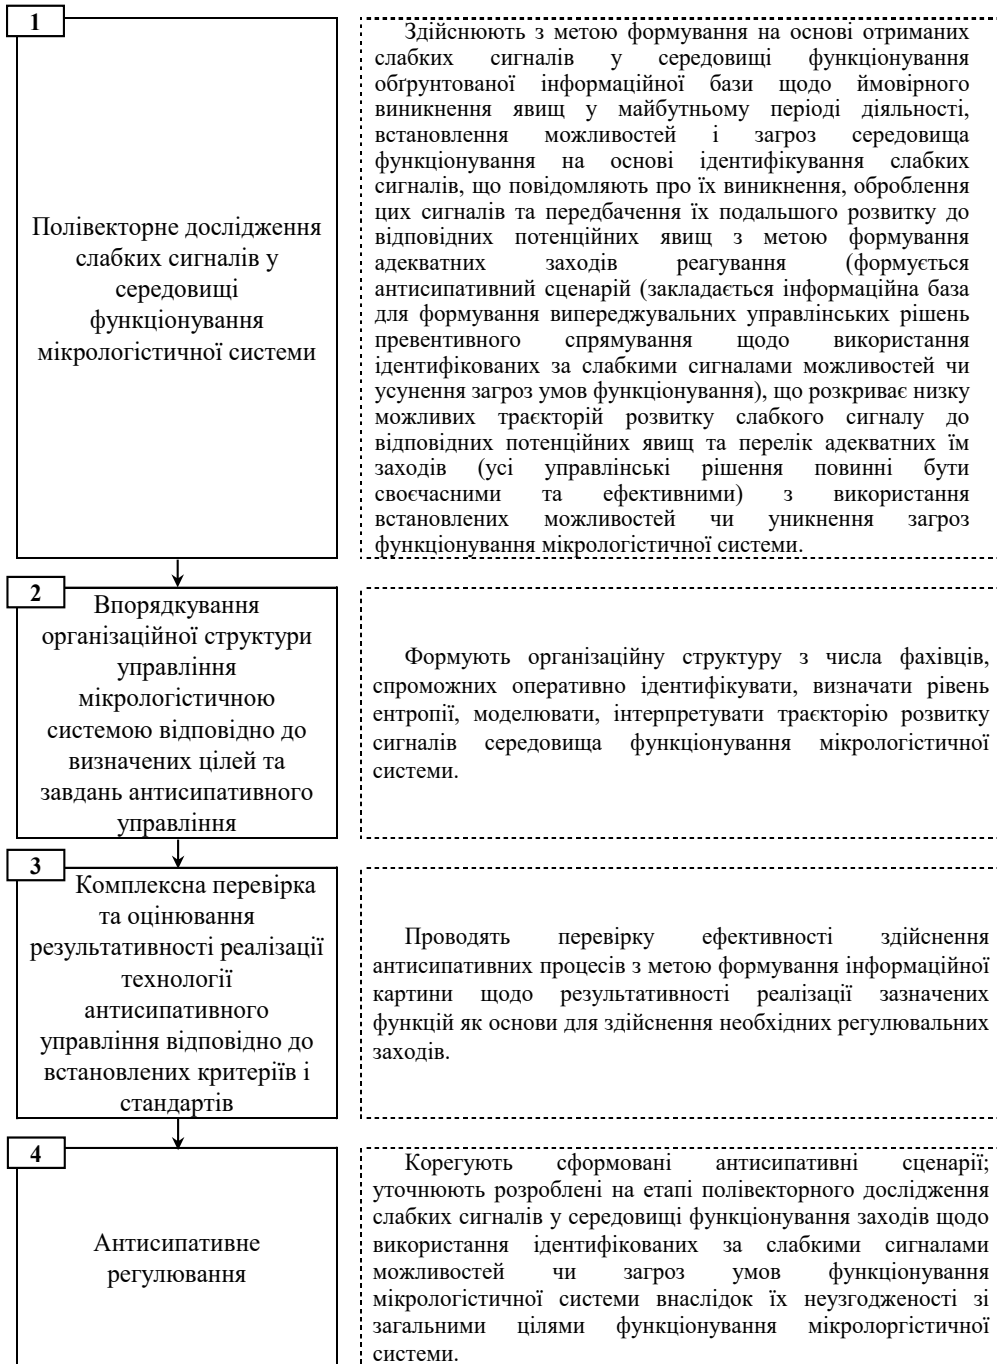 1
Полівекторне дослідження
слабких сигналів у
середовищі
функціонування
мікрологістичної системи
Здійснюють з метою формування на основі отриманих
слабких сигналів у середовищі функціонування
обґрунтованої інформаційної бази щодо ймовірного
виникнення явищ у майбутньому періоді діяльності,
встановлення можливостей і загроз середовища
функціонування на основі ідентифікування слабких
сигналів, що повідомляють про їх виникнення, оброблення
цих сигналів та передбачення їх подальшого розвитку до
відповідних потенційних явищ з метою формування
адекватних заходів реагування (формується
антисипативний сценарій (закладається інформаційна база
для формування випереджувальних управлінських рішень
превентивного спрямування щодо використання
ідентифікованих за слабкими сигналами можливостей чи
усунення загроз умов функціонування), що розкриває низку
можливих траєкторій розвитку слабкого сигналу до
відповідних потенційних явищ та перелік адекватних їм
заходів (усі управлінські рішення повинні бути
своєчасними та ефективними) з використання
встановлених можливостей чи уникнення загроз
функціонування мікрологістичної системи.
2
Впорядкування
організаційної структури
управління
мікрологістичною
системою відповідно до
визначених цілей та
завдань антисипативного
управління
Формують організаційну структуру з числа фахівців,
спроможних оперативно ідентифікувати, визначати рівень
ентропії, моделювати, інтерпретувати траєкторію розвитку
сигналів середовища функціонування мікрологістичної
системи.
3
Комплексна перевірка
та оцінювання
результативності реалізації
технології
антисипативного
управління відповідно до
встановлених критеріїв і
стандартів
Проводять перевірку ефективності здійснення
антисипативних процесів з метою формування інформаційної
картини щодо результативності реалізації зазначених
функцій як основи для здійснення необхідних регулювальних
заходів.
4
Антисипативне
регулювання
Корегують сформовані антисипативні сценарії;
уточнюють розроблені на етапі полівекторного дослідження
слабких сигналів у середовищі функціонування заходів щодо
використання ідентифікованих за слабкими сигналами
можливостей чи загроз умов функціонування
мікрологістичної системи внаслідок їх неузгодженості зі
загальними цілями функціонування мікролоргістичної
системи.